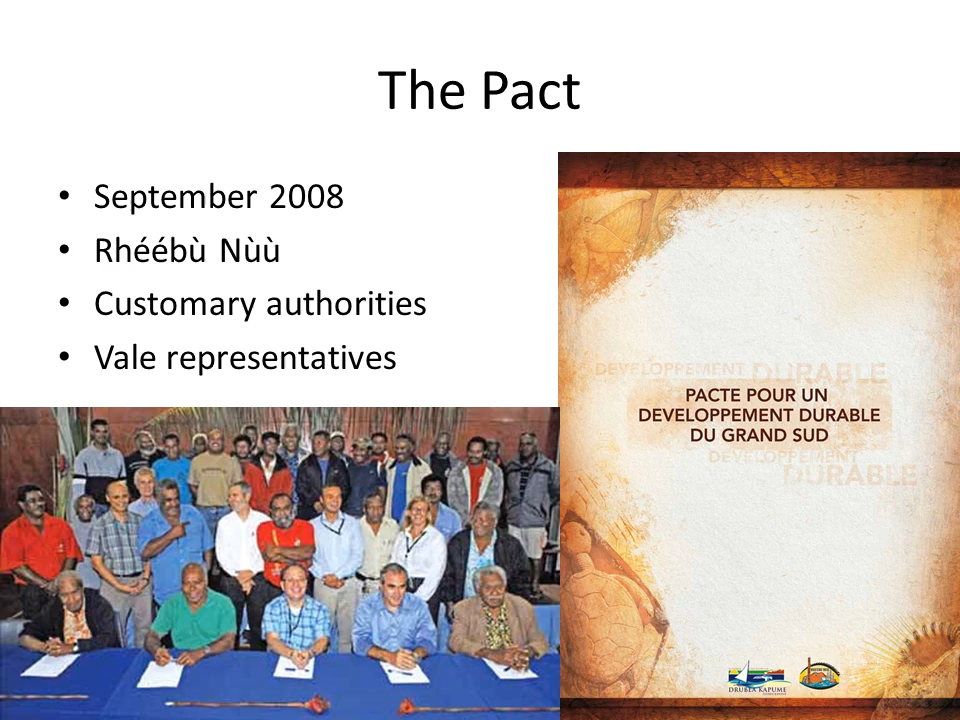 The Pact
• September 2008
• Rhéébù Nùù
• Customary authorities
• Vale representatives
DEVELOPPEMENT DURABLE
PACTE POUR UN
DEVELOPPEMENT DURABLE
DU GRAND SUD
DEVELOPPEMENT
DURABLE
DRUBEA KAPUME